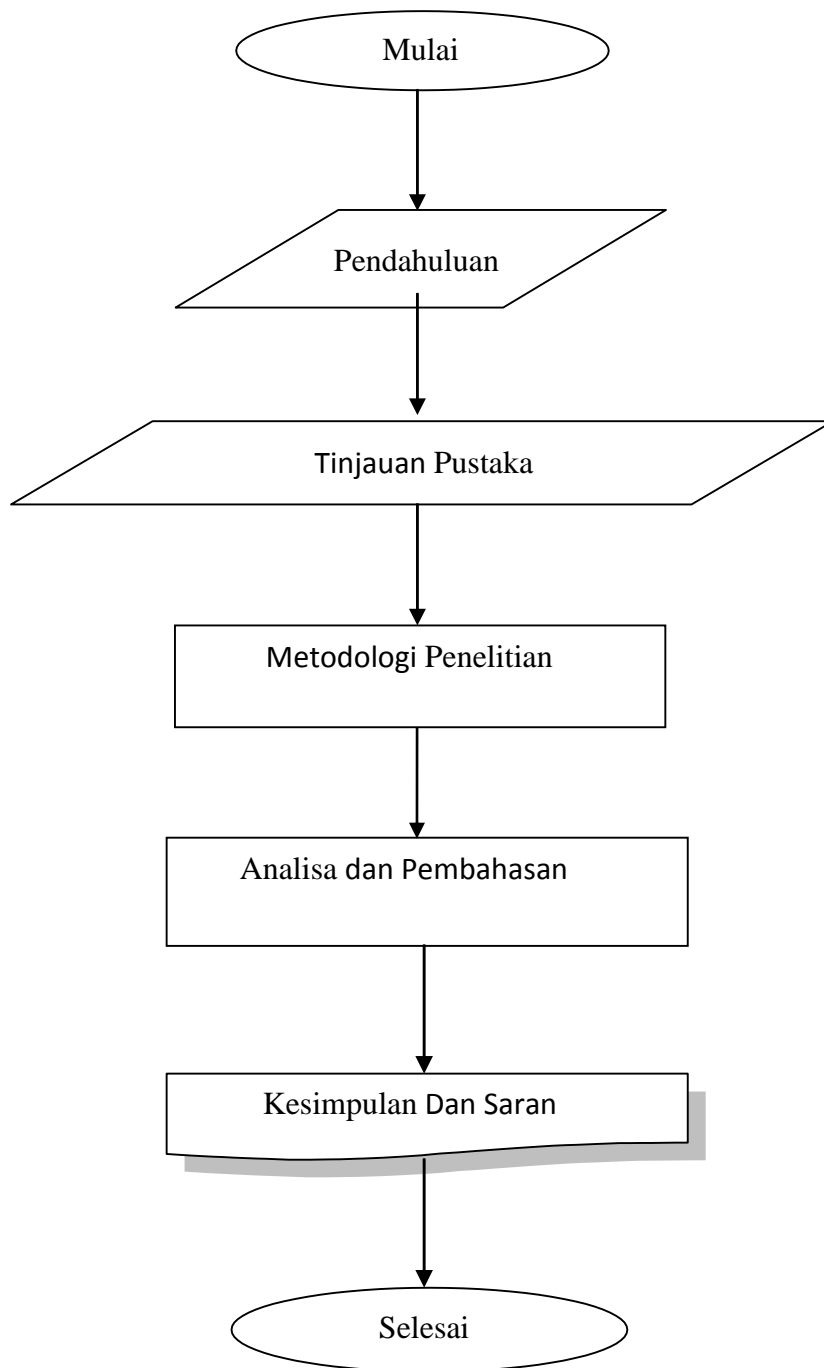 Mulai
Pendahuluan
Tinjauan Pustaka
Metodologi Penelitian
Analisa dan Pembahasan
Kesimpulan Dan Saran
Selesai